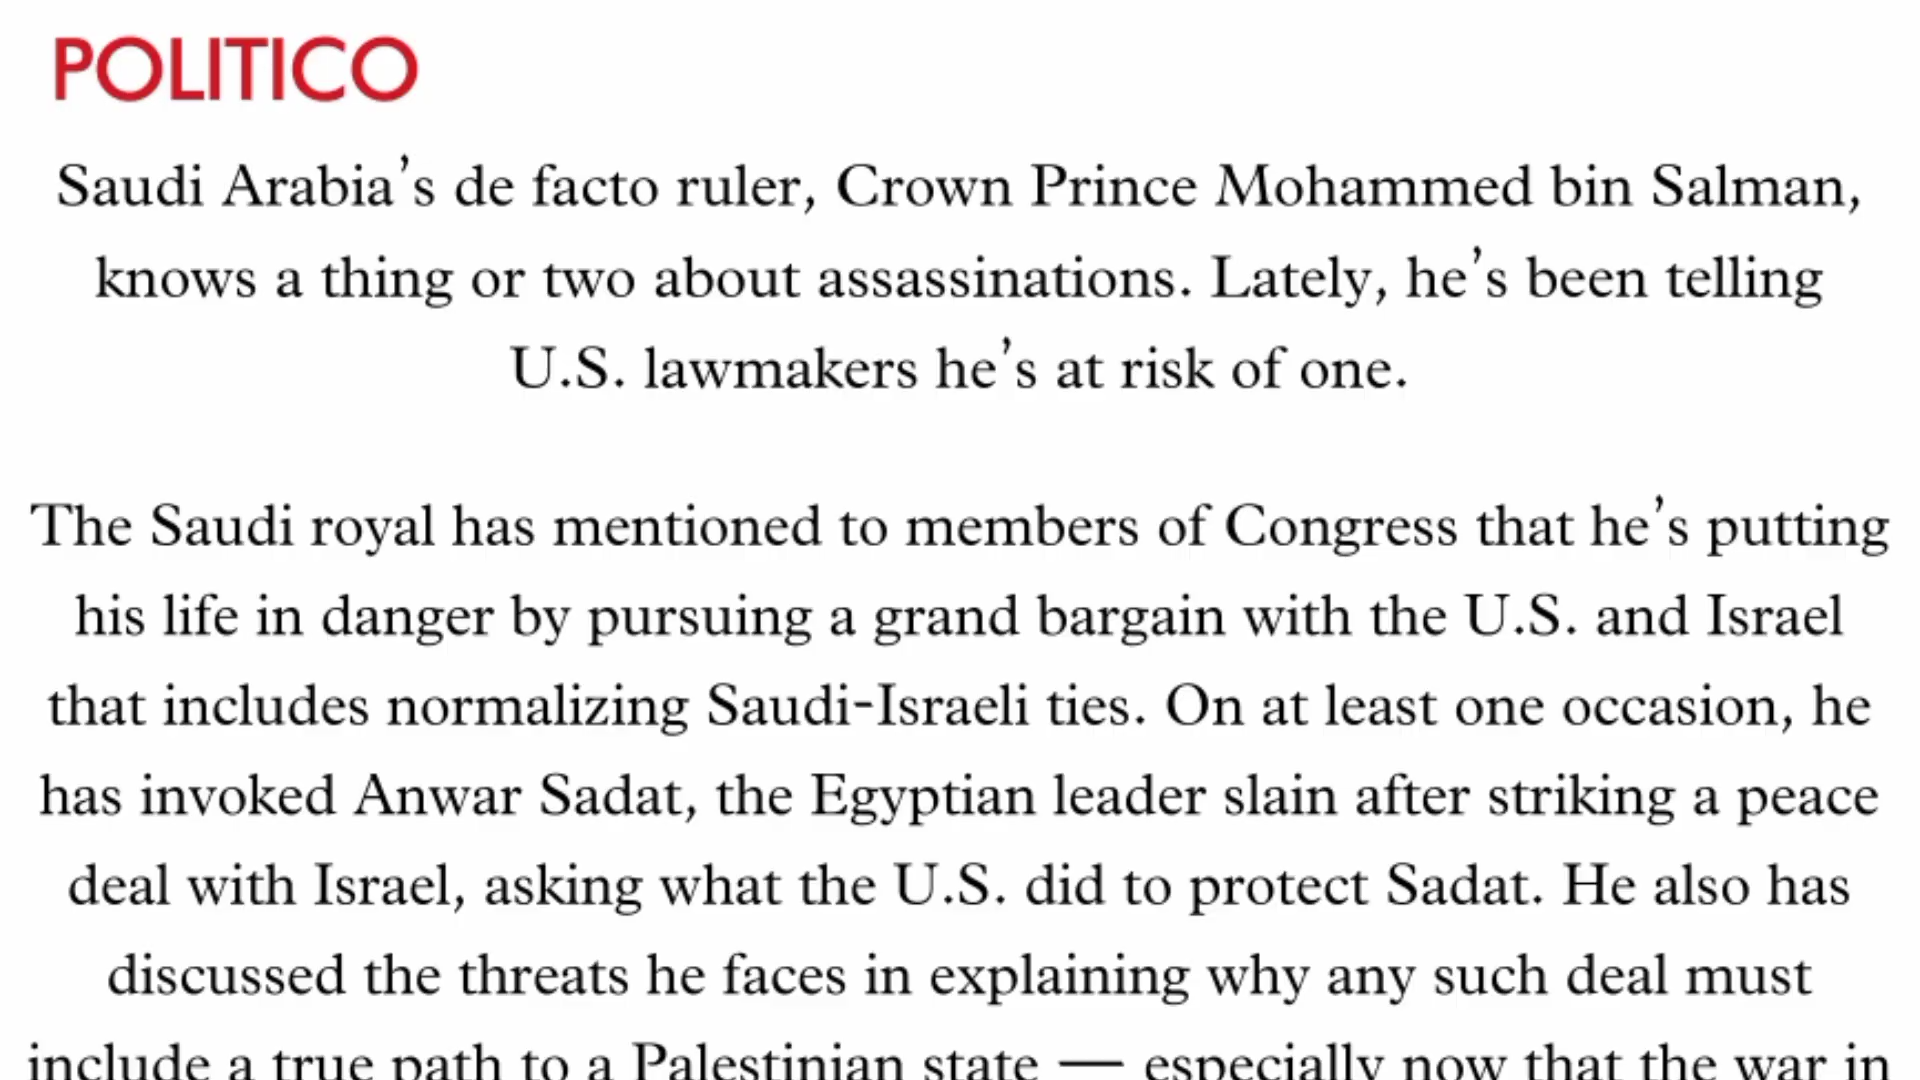 POLITICO
Saudi Arabia’s de facto ruler, Crown Prince Mohammed bin Salman,
knows a thing or two about assassinations. Lately, he’s been telling
U.S. lawmakers he’s at risk of one.
The Saudi royal has mentioned to members of Congress that he’s putting
his life in danger by pursuing a grand bargain with the U.S. and Israel
that includes normalizing Saudi-Israeli ties. On at least one occasion, he
has invoked Anwar Sadat, the Egyptian leader slain after striking a peace
deal with Israel, asking what the U.S. did to protect Sadat. He also has
discussed the threats he faces in explaining why any such deal must
include a true path to a Palestinian state — especially now that the war in